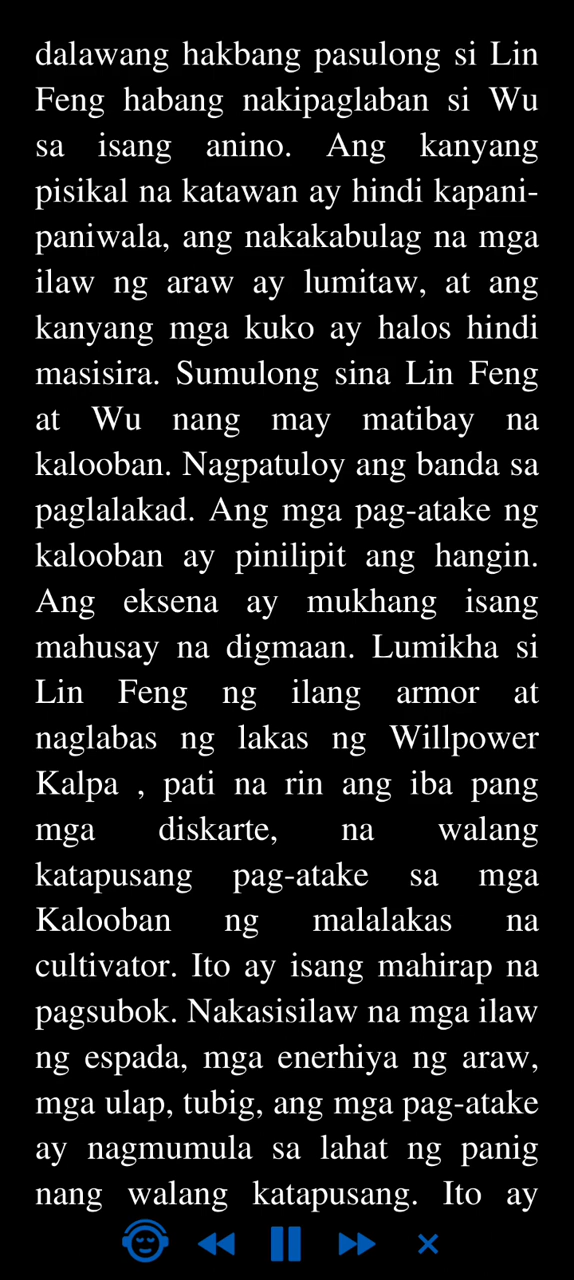 dalawang hakbang pasulong si Lin
Feng habang nakipaglaban si Wu
sa isang anino. Ang kanyang
pisikal na katawan ay hindi kapani-
paniwala, ang nakakabulag na mga
ilaw ng araw ay lumitaw, at ang
kanyang mga kuko ay halos hindi
masisira. Sumulong sina Lin Feng
at Wu nang may matibay na
kalooban. Nagpatuloy ang banda sa
paglalakad. Ang mga pag-atake ng
kalooban ay pinilipit ang hangin.
Ang eksena ay mukhang isang
mahusay na digmaan. Lumikha si
Lin Feng ng ilang armor at
naglabas ng lakas ng Willpower
Kalpa , pati na rin ang iba pang
mga diskarte, na walang
katapusang pag-atake sa mga
Kalooban ng malalakas na
cultivator. Ito ay isang mahirap na
pagsubok. Nakasisilaw na mga ilaw
ng espada, mga enerhiya ng araw,
mga ulap, tubig, ang mga pag-atake
ay nagmumula sa lahat ng panig
nang walang katapusang. Ito ay